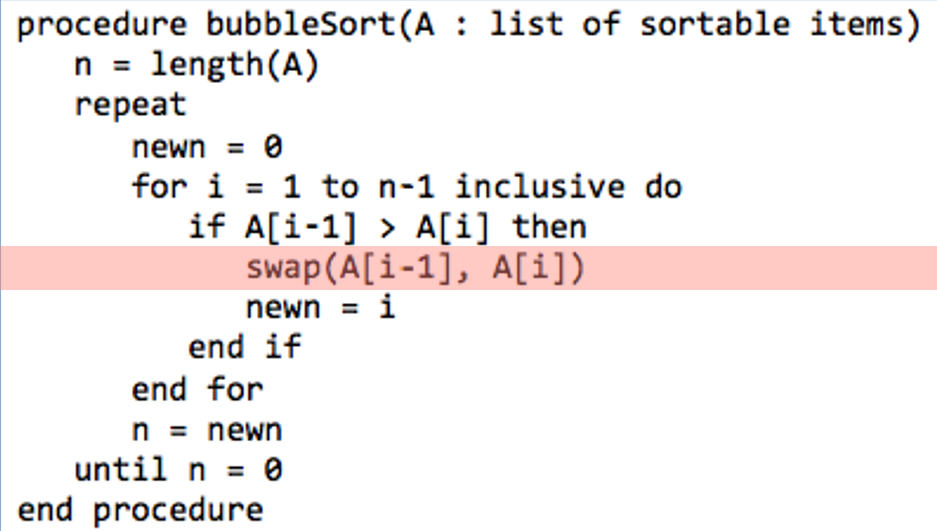 procedure bubbleSort(A : list of sortable items)
n = length(A)
repeat
newn = 0
for i = 1 to n-1 inclusive do
if A[i-1] > A[i] then
swap(A[i-1], A[i])
newn = i
end if
end for
n = newn
until n = 0
end procedure